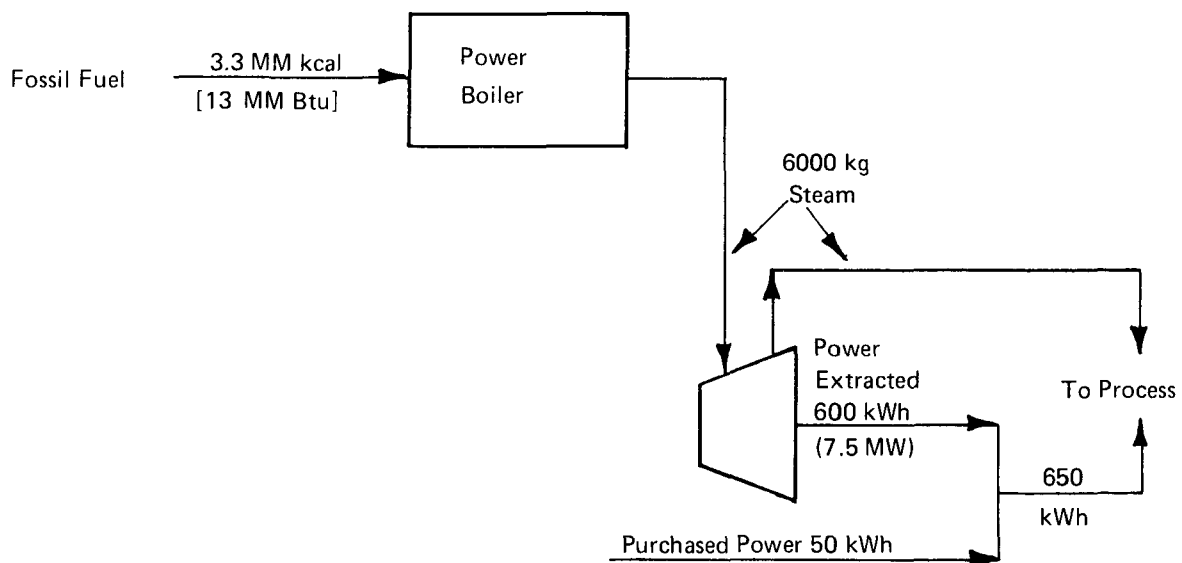 Fossil Fuel
3.3 MM kcal
[13 MM Btu]
Power
Boiler
6000 kg
Steam
Power
Extracted
600 kWh
(7.5 MW)
To Process
650
kWh
Purchased Power 50 kWh